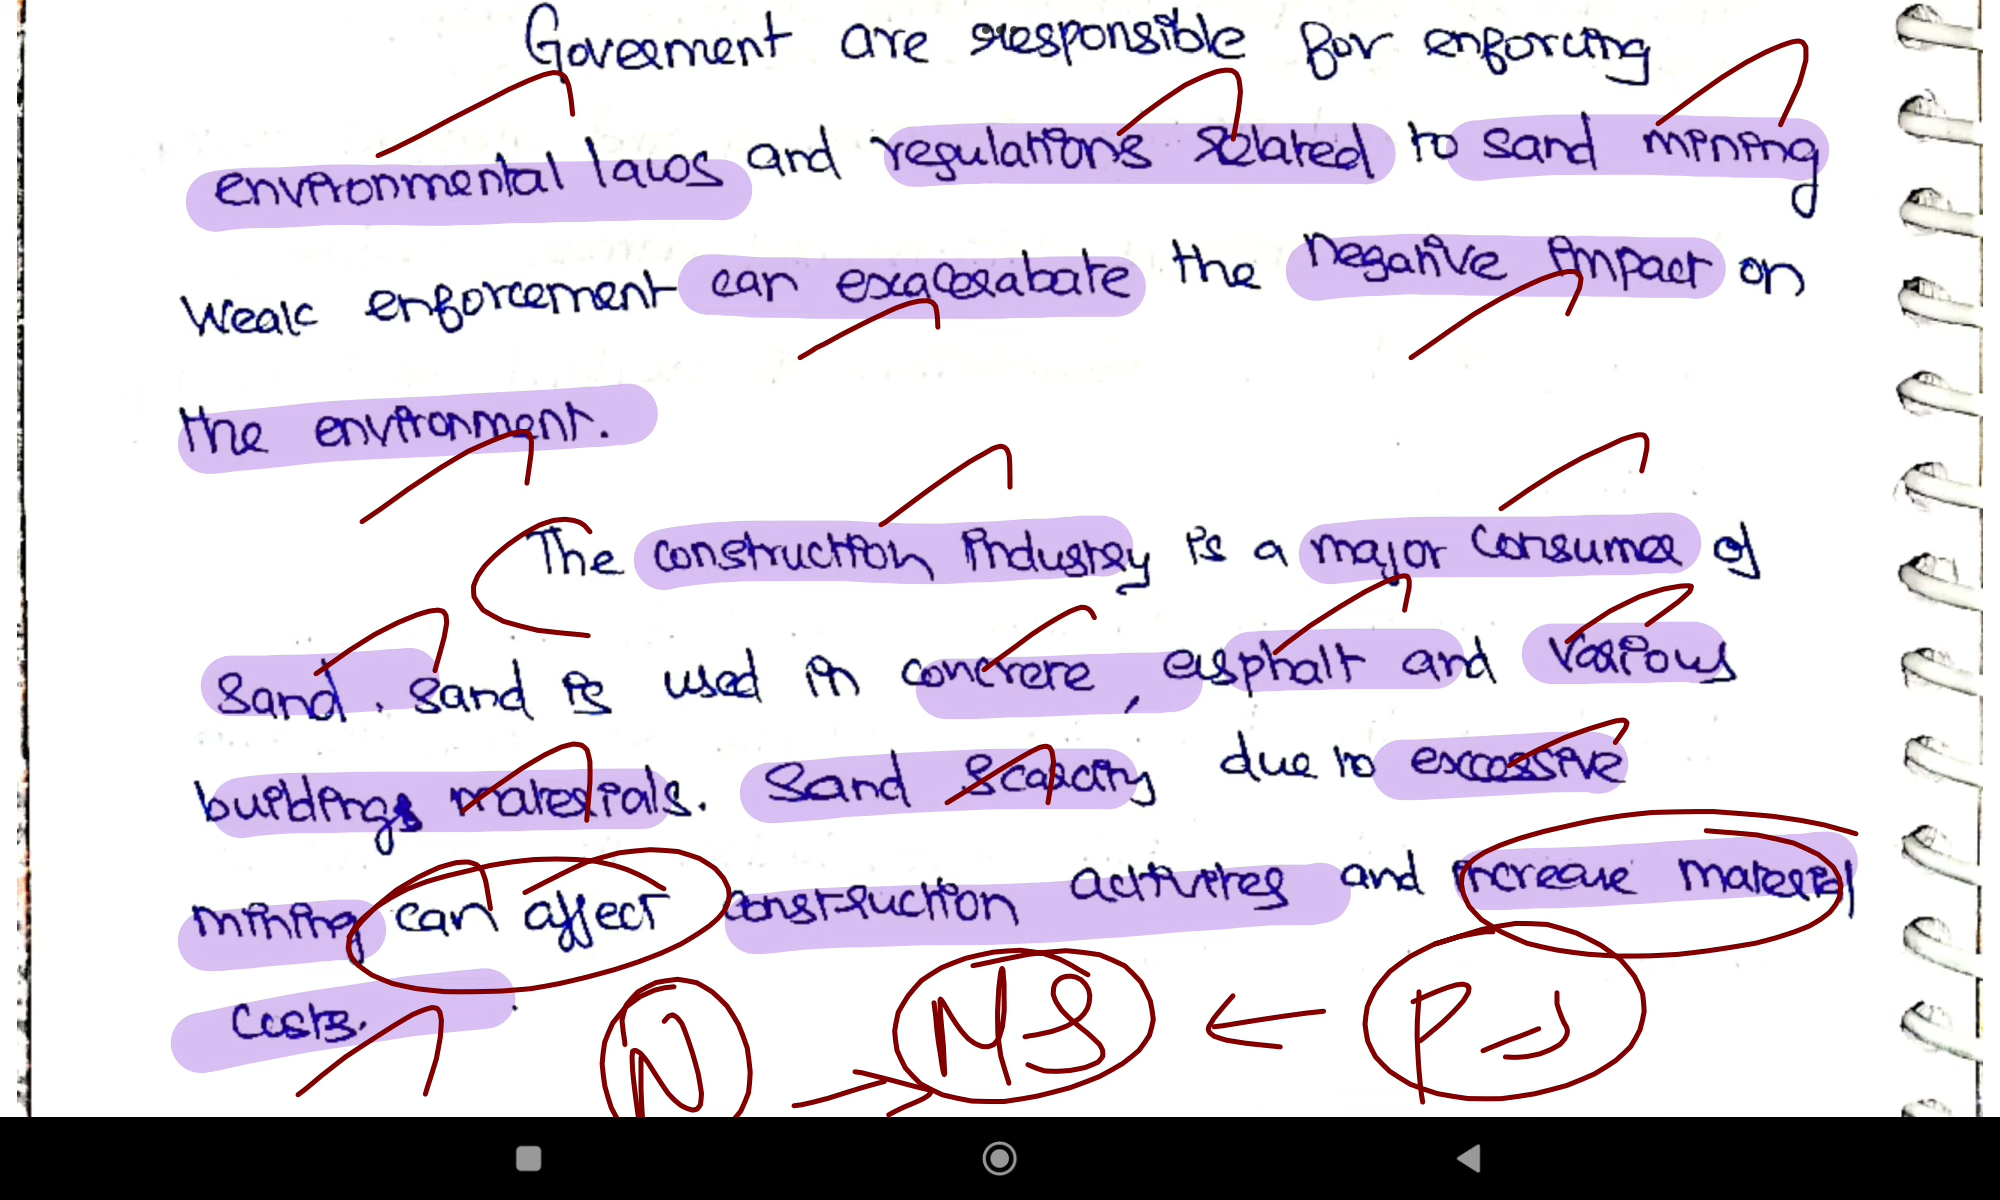 Goverment are responsible for enforcing
environmental laws and regulations related to sand mining
Weak enforcement can exacerabate the negative impact on
the environment.
The construction industry is a major consumer of
Sand. Sand is used in concrere, asphalt and various
buildings materials. Sand scarcity due to excessive
mining can affect construction activities and increase material
Costs.
N → MS ← P